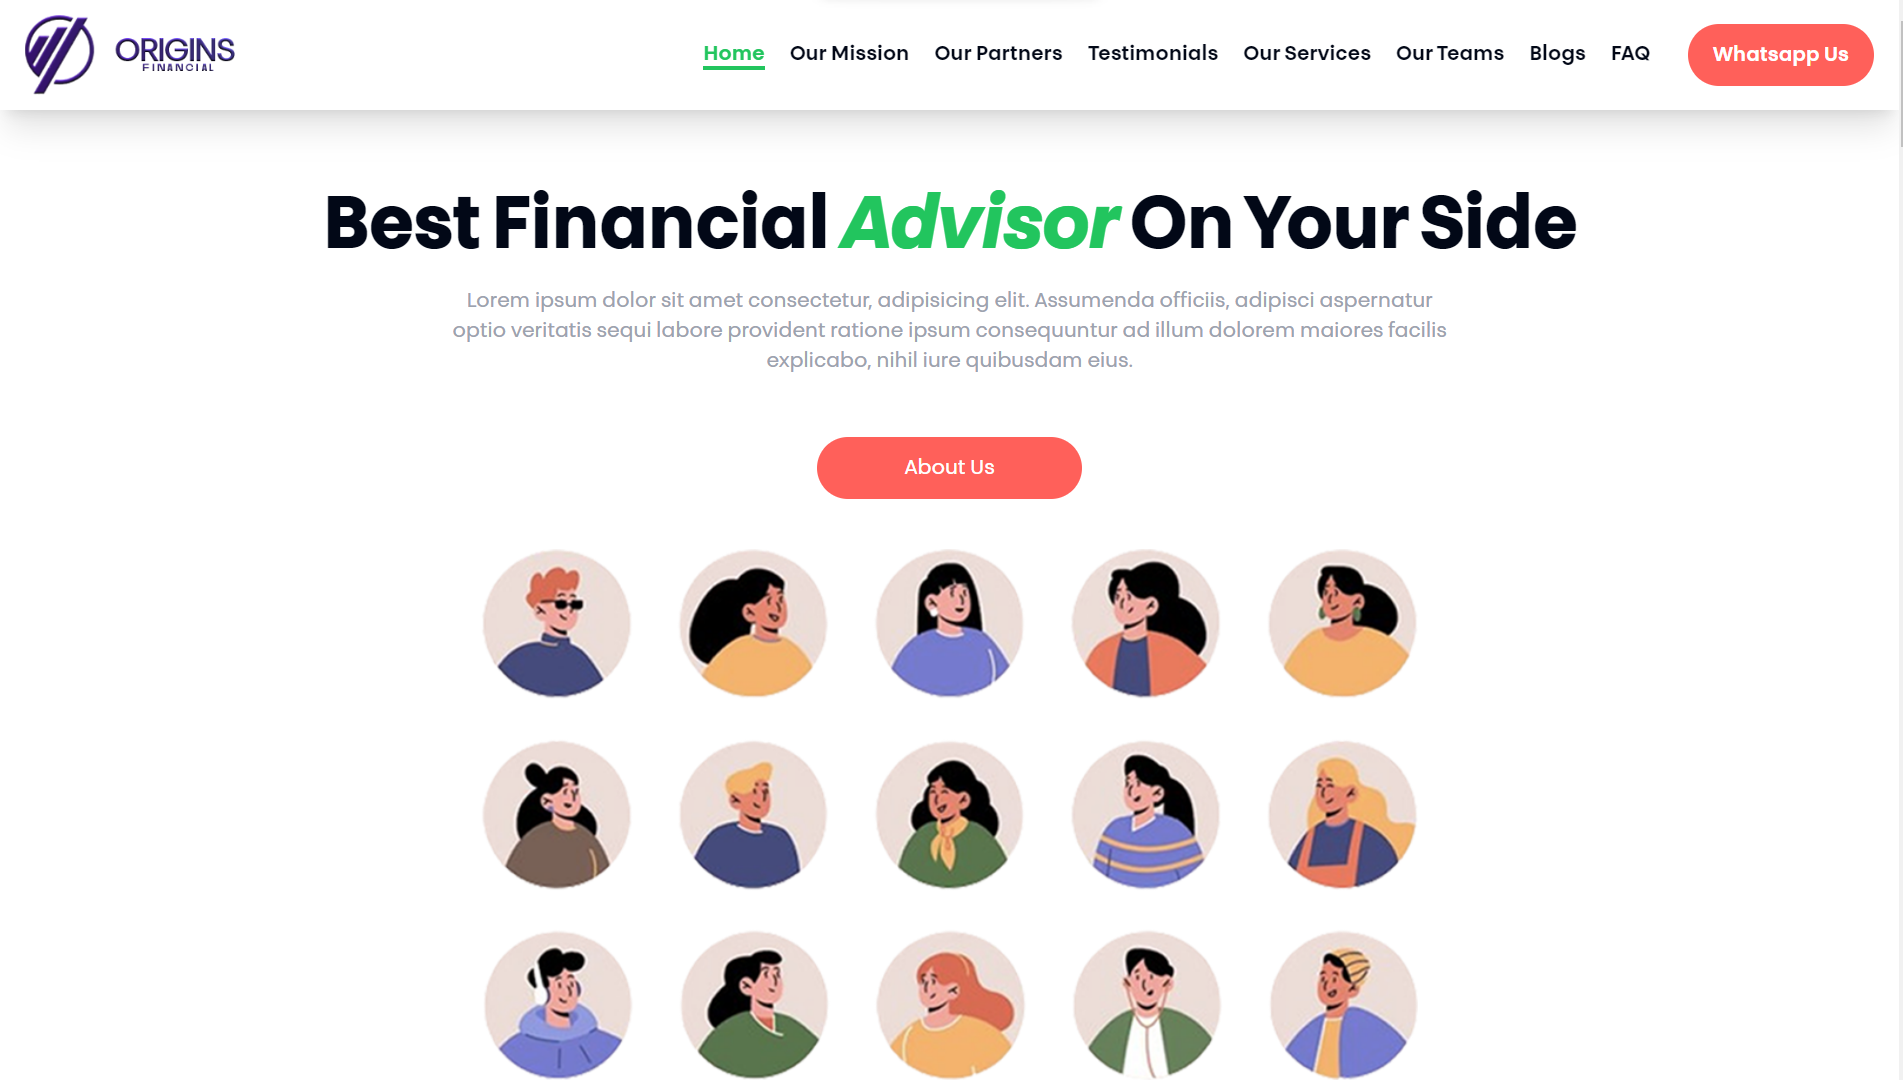 ORIGINS
FINANCIAL
Home Our Mission Our Partners Testimonials Our Services Our Teams Blogs FAQ Whatsapp Us
Best Financial Advisor On Your Side
Lorem ipsum dolor sit amet consectetur, adipisicing elit. Assumenda officiis, adipisci aspernatur
optio veritatis sequi labore provident ratione ipsum consequuntur ad illum dolorem maiores facilis
explicabo, nihil iure quibusdam eius.
About Us